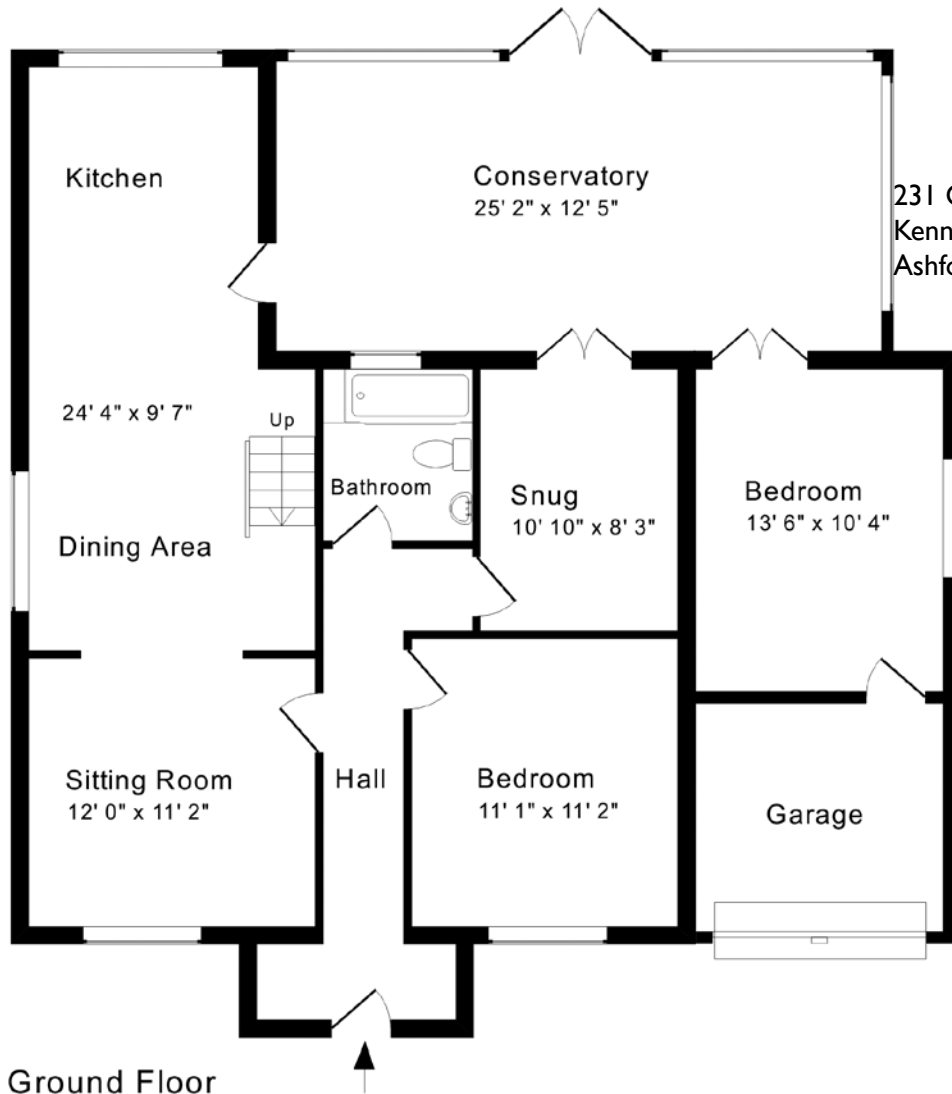 Kitchen
Conservatory
25' 2" x 12' 5"
231
Kenn
Ashfo
24' 4" x 9' 7"
Up
Bathroom
Snug
10' 10" x 8' 3"
Bedroom
13' 6" x 10' 4"
Dining Area
Sitting Room
12' 0" x 11' 2"
Hall
Bedroom
11' 1" x 11' 2"
Garage
Ground Floor